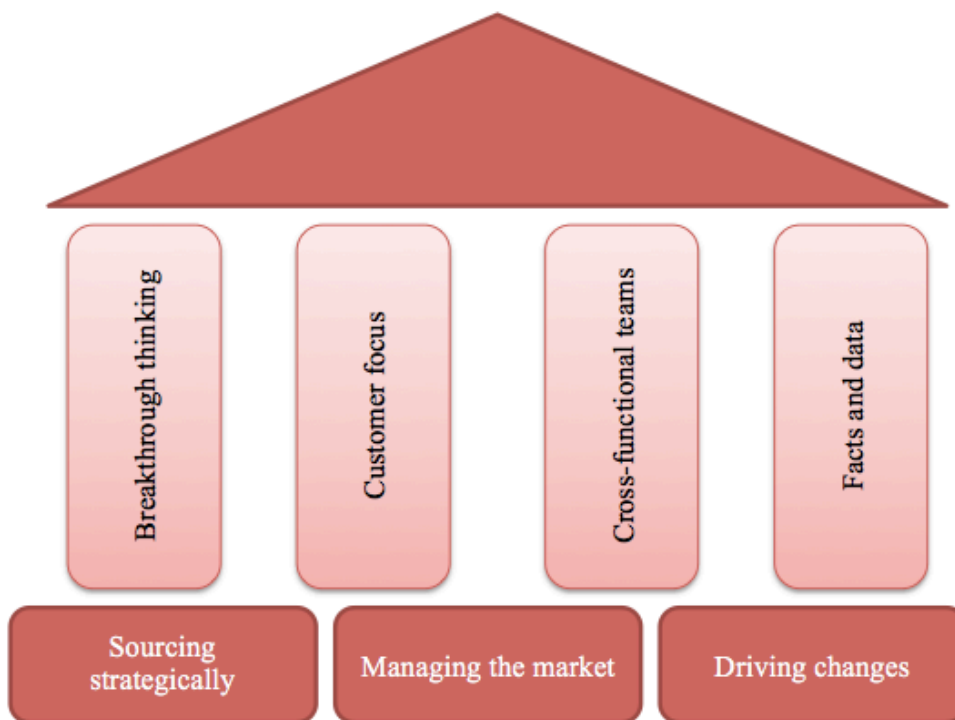 Breakthrough thinking
Customer focus
Cross-functional teams
Facts and data
Sourcing
strategically
Managing the market
Driving changes